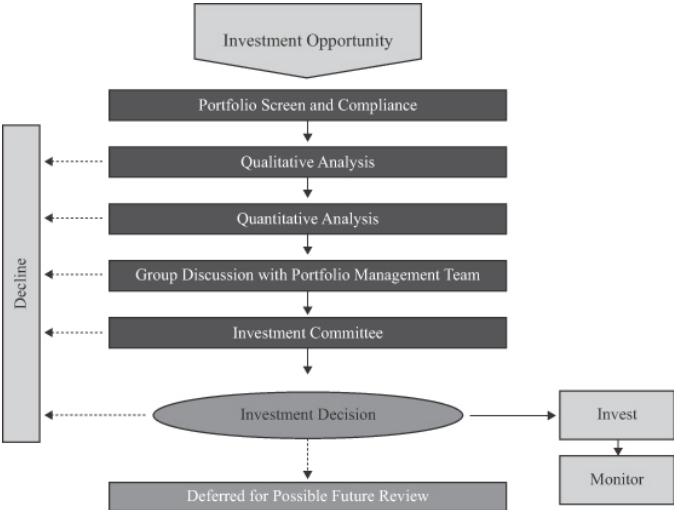 Investment Opportunity
Portfolio Screen and Compliance
Qualitative Analysis
Quantitative Analysis
Group Discussion with Portfolio Management Team
Decline
Investment Committee
Investment Decision
Invest
Monitor
Deferred for Possible Future Review